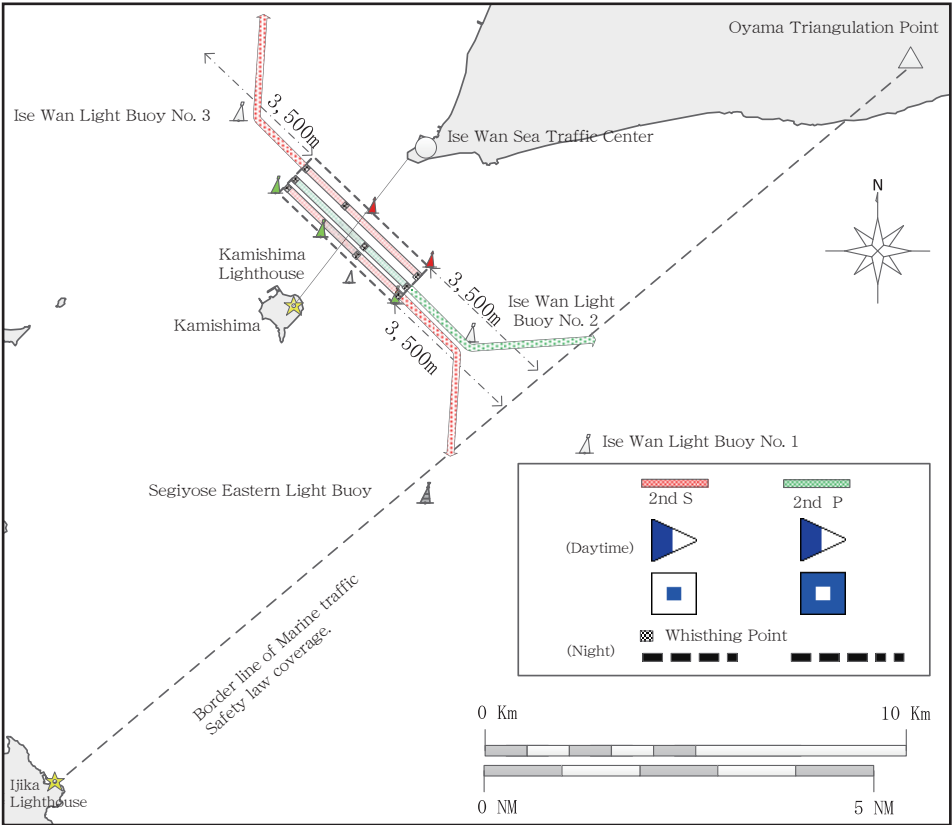 Oyama Triangulation Point
Ise Wan Light Buoy No. 3
3,500m
Ise Wan Sea Traffic Center
N
Kamishima
Lighthouse
Kamishima
3,500m
Ise Wan Light
Buoy No. 2
3,500m
Ise Wan Light Buoy No. 1
Segiyose Eastern Light Buoy
2nd S
2nd P
(Daytime)
Whisthing Point
(Night)
Border line of Marine traffic
Safety law coverage.
0 Km
10 Km
0 NM
5 NM
Ijika
Lighthouse